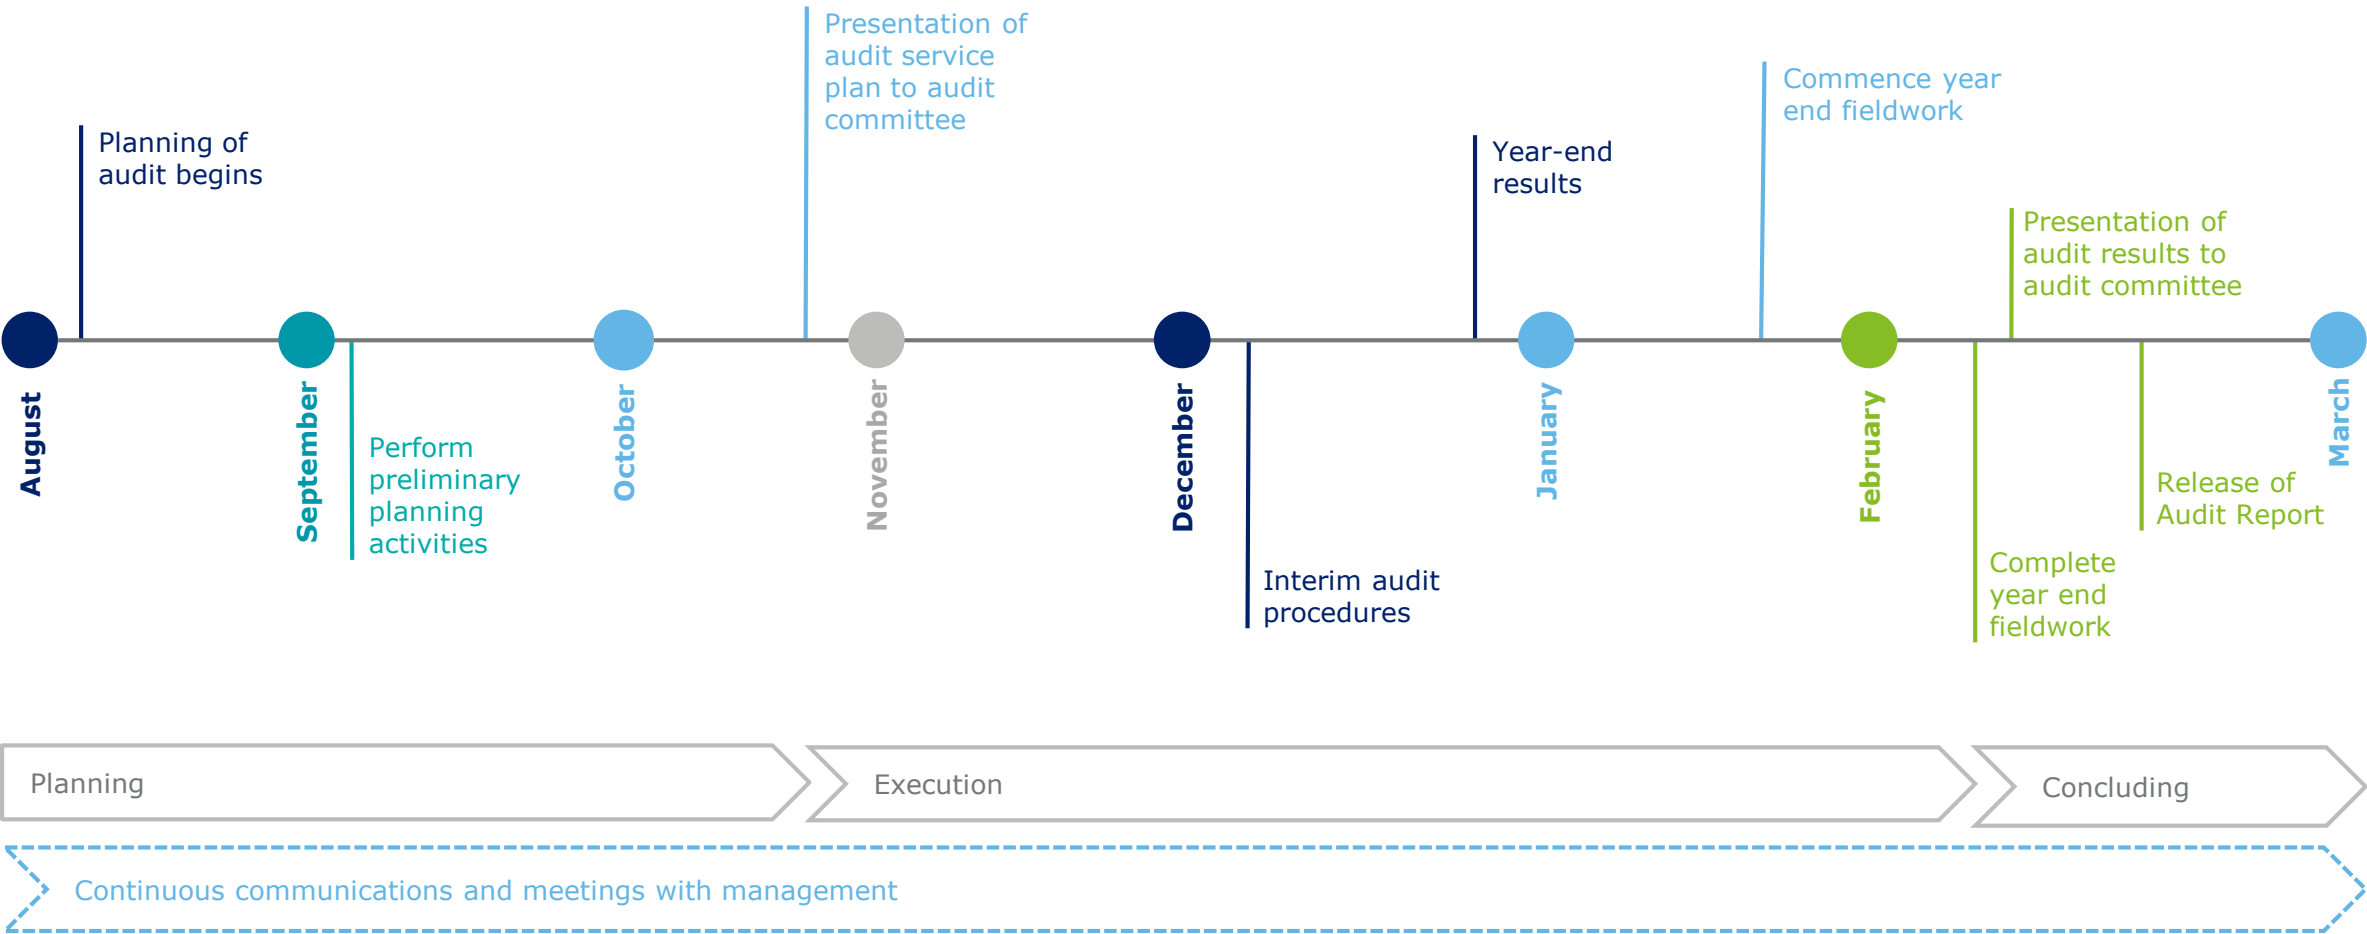 Presentation of
audit service
plan to audit
committee
Commence year
end fieldwork
Planning of
audit begins
Year-end
results
Presentation of
audit results to
audit committee
August
September
October
November
December
January
February
March
Perform
preliminary
planning
activities
Release of
Audit Report
Interim audit
procedures
Complete
year end
fieldwork
Planning
Execution
Concluding
Continuous communications and meetings with management